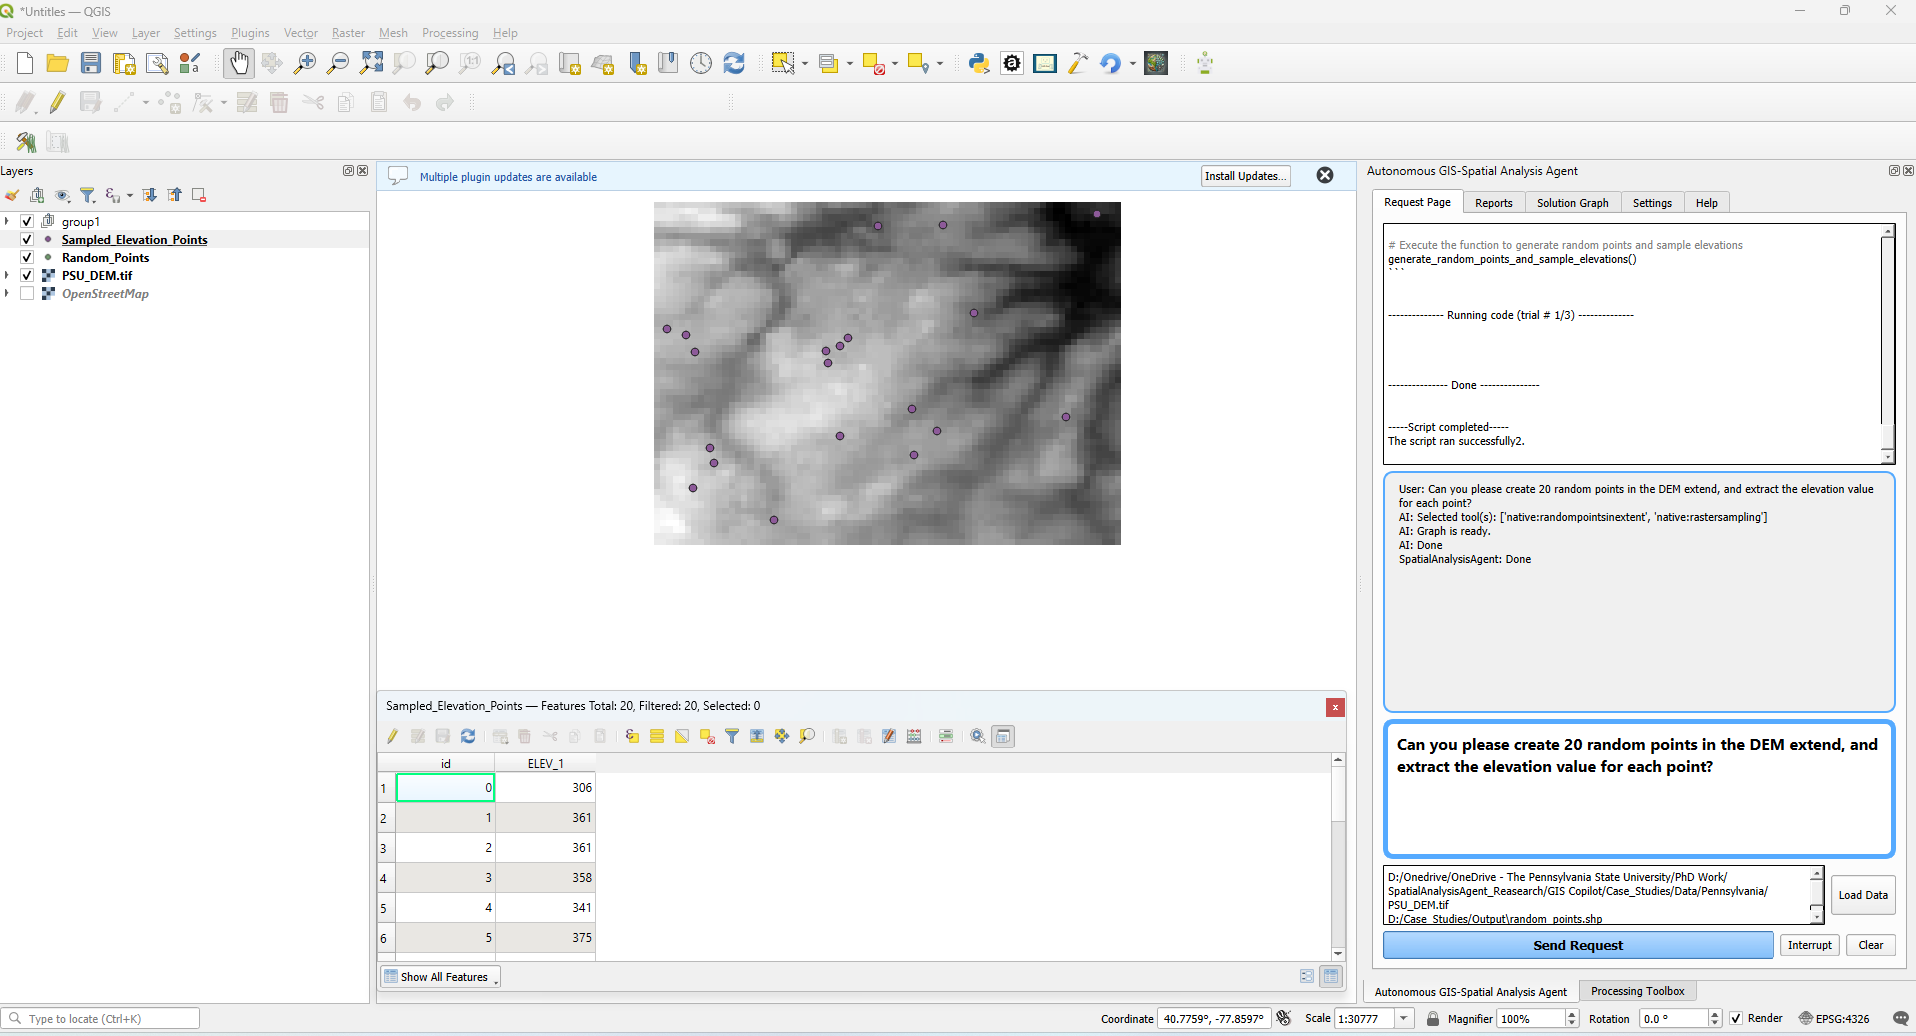 *Untitles — QGIS
Project Edit View Layer Settings Plugins Vector Raster Mesh Processing Help
Layers
group1
Sampled_Elevation_Points
Random_Points
PSU_DEM.tif
OpenStreetMap
Multiple plugin updates are available
Install Updates...
Sampled_Elevation_Points — Features Total: 20, Filtered: 20, Selected: 0
id ELEV_1
1 0 306
2 1 361
3 2 361
4 3 358
5 4 341
6 5 375
Show All Features
Autonomous GIS-Spatial Analysis Agent
Request Page Reports Solution Graph Settings Help
# Execute the function to generate random points and sample elevations
generate_random_points_and_sample_elevations()
```
-------------- Running code (trial # 1/3) --------------
--------------- Done ---------------
-----Script completed-----
The script ran successfully2.
User: Can you please create 20 random points in the DEM extend, and extract the elevation value
for each point?
AI: Selected tool(s): ['native:randompointsinextent', 'native:rastersampling']
AI: Graph is ready.
AI: Done
SpatialAnalysisAgent: Done
Can you please create 20 random points in the DEM extend, and
extract the elevation value for each point?
D:/Onedrive/OneDrive - The Pennsylvania State University/PhD Work/
SpatialAnalysisAgent_Reasearch/GIS Copilot/Case_Studies/Data/Pennsylvania/
PSU_DEM.tif
D:/Case_Studies/Output\random_points.shp
Load Data
Send Request
Interrupt
Clear
Autonomous GIS-Spatial Analysis Agent
Processing Toolbox
Type to locate (Ctrl+K)
Coordinate 40.7759°, -77.8597° Scale 1:30777 Magnifier 100% Rotation 0.0 ° Render EPSG:4326